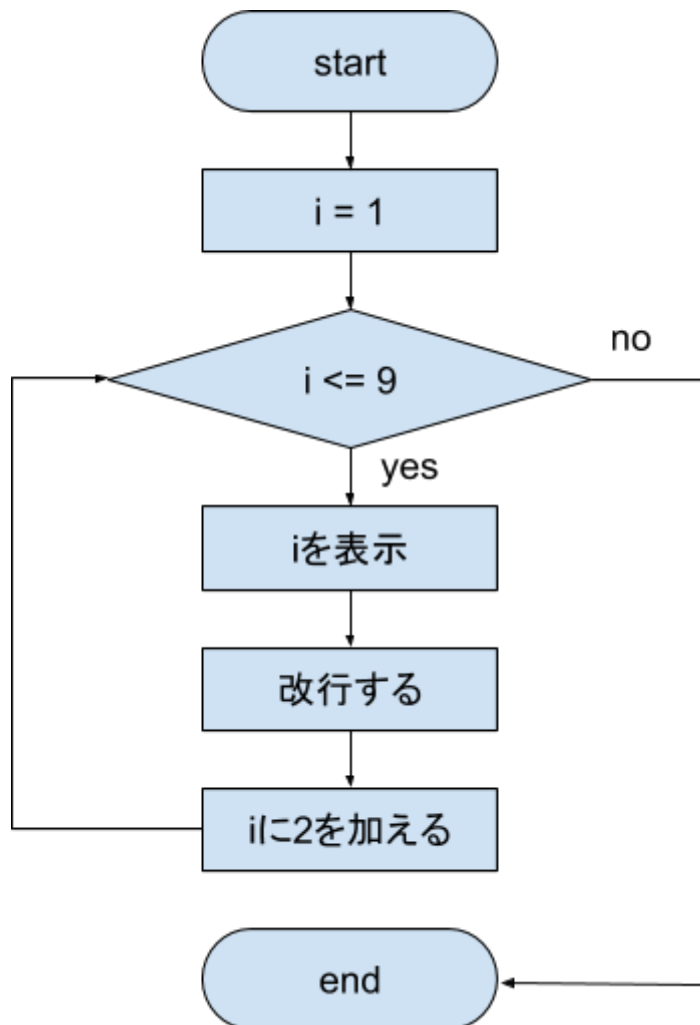 start
i = 1
i <= 9
no
yes
iを表示
改行する
iに2を加える
end